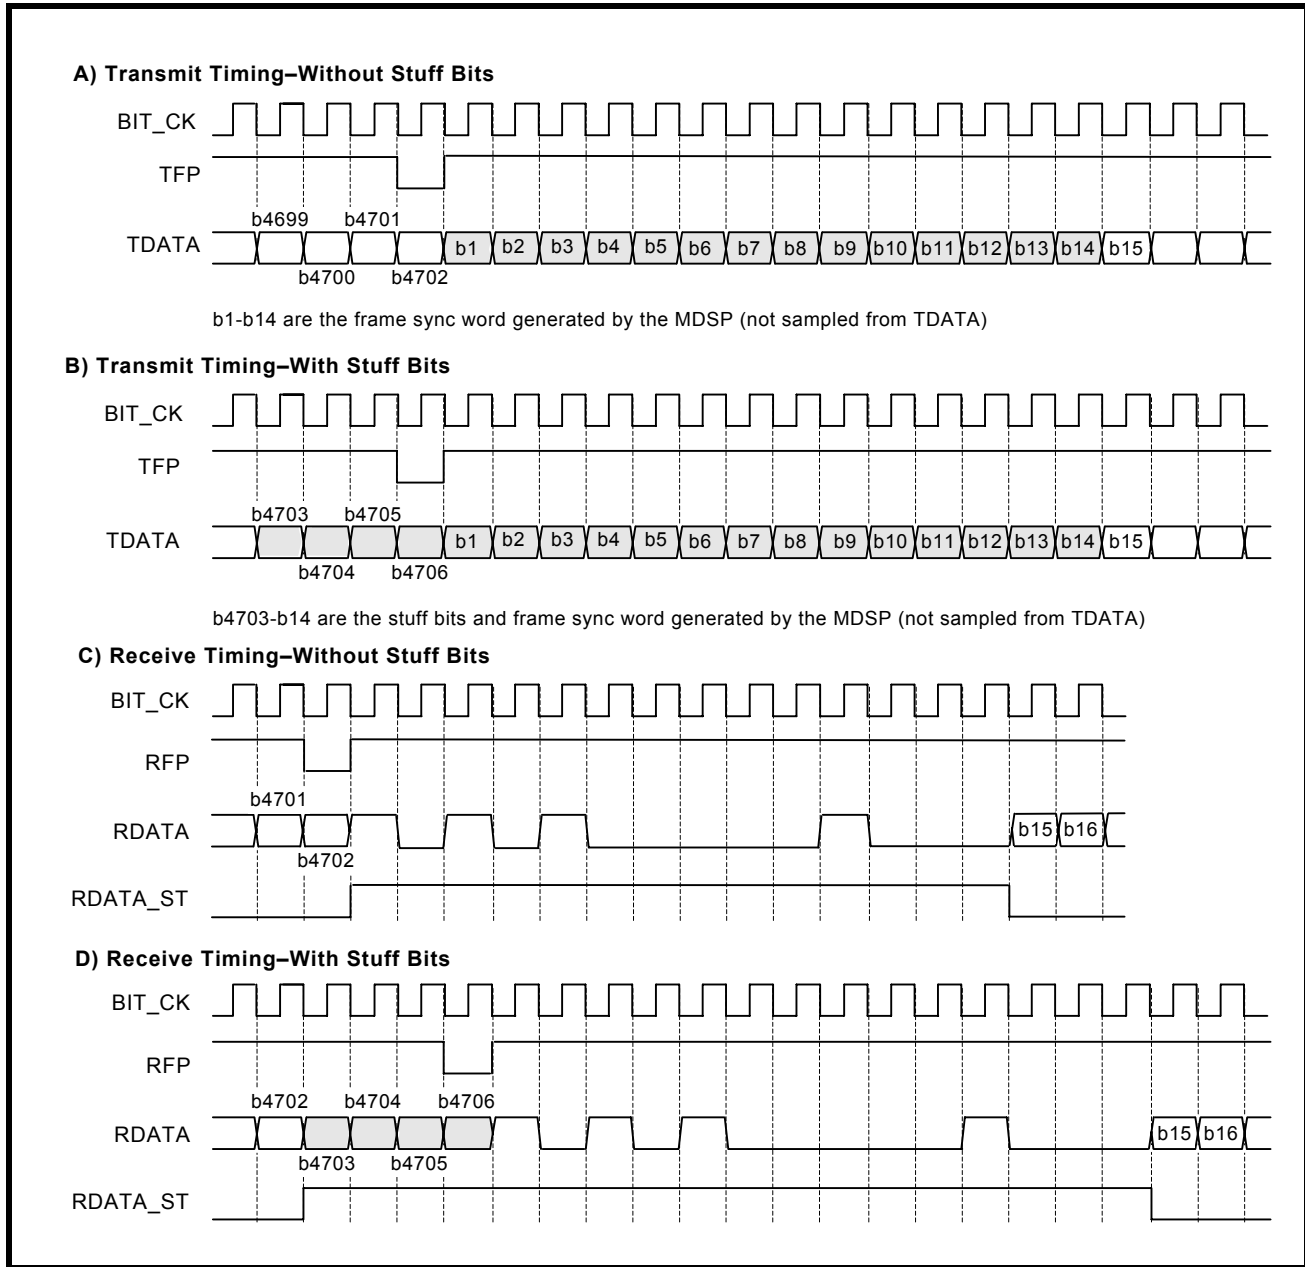 A) Transmit Timing–Without Stuff Bits
BIT_CK
TFP
b4699 b4701
TDATA b1 b2 b3 b4 b5 b6 b7 b8 b9 b10 b11 b12 b13 b14 b15
b4700 b4702
b1-b14 are the frame sync word generated by the MDSP (not sampled from TDATA)
B) Transmit Timing–With Stuff Bits
BIT_CK
TFP
b4703 b4705
TDATA b1 b2 b3 b4 b5 b6 b7 b8 b9 b10 b11 b12 b13 b14 b15
b4704 b4706
b4703-b14 are the stuff bits and frame sync word generated by the MDSP (not sampled from TDATA)
C) Receive Timing–Without Stuff Bits
BIT_CK
RFP
b4701
RDATA b15 b16
b4702
RDATA_ST
D) Receive Timing–With Stuff Bits
BIT_CK
RFP
b4702 b4704 b4706
RDATA b15 b16
b4703 b4705
RDATA_ST